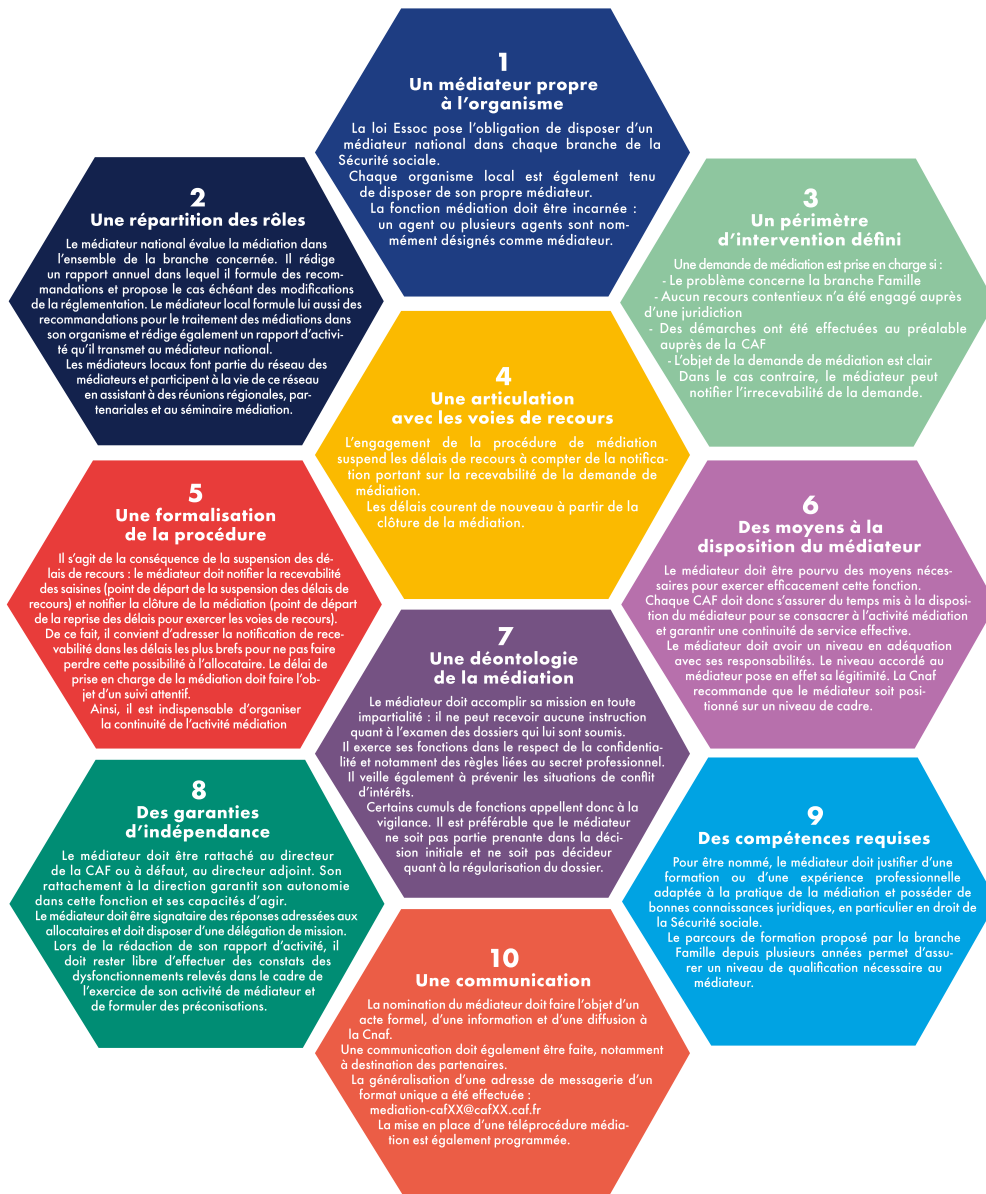 1
Un médiateur propre
à l'organisme
La loi Essoc pose l'obligation de disposer d'un
médiateur national dans chaque branche de la
Sécurité sociale.
Chaque organisme local est également tenu
de disposer de son propre médiateur.
La fonction médiation doit être incarnée :
un agent ou plusieurs agents sont nom-
mément désignés comme médiateur.
2
Une répartition des rôles
Le médiateur national évalue la médiation dans
l'ensemble de la branche concernée. Il rédige
un rapport annuel dans lequel il formule des recom-
mandations et propose le cas échéant des modifications
de la réglementation. Le médiateur local formule lui aussi des
recommandations pour le traitement des médiations dans
son organisme et rédige également un rapport d'activi-
té qu'il transmet au médiateur national.
Les médiateurs locaux font partie du réseau des
médiateurs et participent à la vie de ce réseau
en assistant à des réunions régionales, par-
tenariales et au séminaire médiation.
3
Un périmètre
d'intervention défini
Une demande de médiation est prise en charge si :
- Le problème concerne la branche Famille
- Aucun recours contentieux n'a été engagé auprès
d'une juridiction
- Des démarches ont été effectuées au préalable
auprès de la CAF
- L'objet de la demande de médiation est clair
Dans le cas contraire, le médiateur peut
notifier l'irrecevabilité de la demande.
4
Une articulation
avec les voies de recours
L'engagement de la procédure de médiation
suspend les délais de recours à compter de la notifica-
tion portant sur la recevabilité de la demande de
médiation.
Les délais courent de nouveau à partir de la
clôture de la médiation.
5
Une formalisation
de la procédure
Il s'agit de la conséquence de la suspension des dé-
lais de recours : le médiateur doit notifier la recevabilité
des saisines (point de départ de la suspension des délais de
recours) et notifier la clôture de la médiation (point de départ
de la reprise des délais pour exercer les voies de recours).
De ce fait, il convient d'adresser la notification de rece-
vabilité dans les délais les plus brefs pour ne pas faire
perdre cette possibilité à l'allocataire. Le délai de
prise en charge de la médiation doit faire l'ob-
jet d'un suivi attentif.
Ainsi, il est indispensable d'organiser
la continuité de l'activité médiation
6
Des moyens à la
disposition du médiateur
Le médiateur doit être pourvu des moyens néces-
saires pour exercer efficacement cette fonction.
Chaque CAF doit donc s'assurer du temps mis à la disposi-
tion du médiateur pour se consacrer à l'activité médiation
et garantir une continuité de service effective.
Le médiateur doit avoir un niveau en adéquation
avec ses responsabilités. Le niveau accordé au
médiateur pose en effet sa légitimité. La Cnaf
recommande que le médiateur soit posi-
tionné sur un niveau de cadre.
7
Une déontologie
de la médiation
Le médiateur doit accomplir sa mission en toute
impartialité : il ne peut recevoir aucune instruction
quant à l'examen des dossiers qui lui sont soumis.
Il exerce ses fonctions dans le respect de la confidentia-
lité et notamment des règles liées au secret professionnel.
Il veille également à prévenir les situations de conflit
d'intérêts.
Certains cumuls de fonctions appellent donc à la
vigilance. Il est préférable que le médiateur
ne soit pas partie prenante dans la déci-
sion initiale et ne soit pas décideur
quant à la régularisation du dossier.
8
Des garanties
d'indépendance
Le médiateur doit être rattaché au directeur
de la CAF ou à défaut, au directeur adjoint. Son
rattachement à la direction garantit son autonomie
dans cette fonction et ses capacités d'agir.
Le médiateur doit être signataire des réponses adressées aux
allocataires et doit disposer d'une délégation de mission.
Lors de la rédaction de son rapport d'activité, il
doit rester libre d'effectuer des constats des
dysfonctionnements relevés dans le cadre de
l'exercice de son activité de médiateur et
de formuler des préconisations.
9
Des compétences requises
Pour être nommé, le médiateur doit justifier d'une
formation ou d'une expérience professionnelle
adaptée à la pratique de la médiation et posséder de
bonnes connaissances juridiques, en particulier en droit de
la Sécurité sociale.
Le parcours de formation proposé par la branche
Famille depuis plusieurs années permet d'assu-
rer un niveau de qualification nécessaire au
médiateur.
10
Une communication
La nomination du médiateur doit faire l'objet d'un
acte formel, d'une information et d'une diffusion à
la Cnaf.
Une communication doit également être faite, notamment
à destination des partenaires.
La généralisation d'une adresse de messagerie d'un
format unique a été effectuée :
mediation-cafXX@cafXX.caf.fr
La mise en place d'une téléprocédure média-
tion est également programmée.